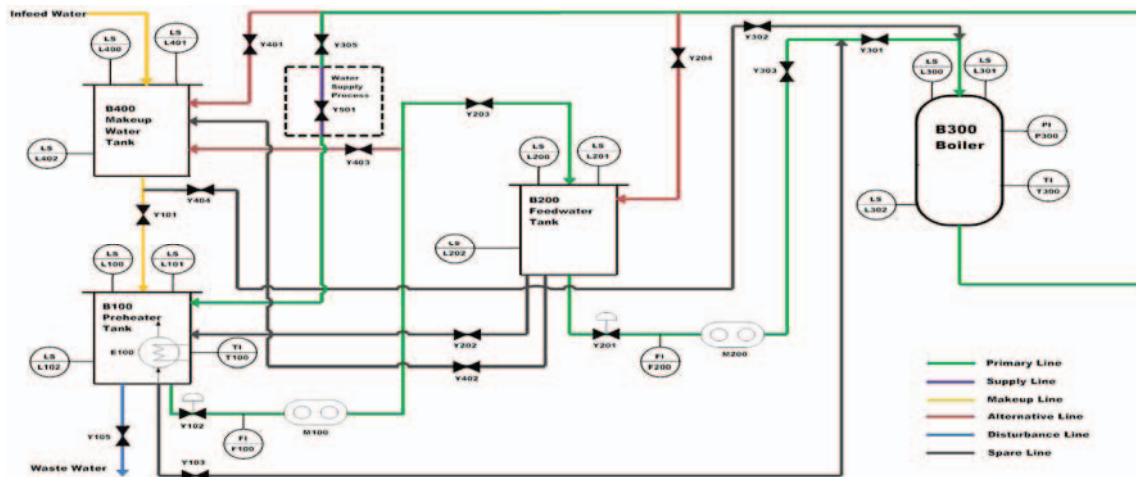 Infeed Water
LS
L400
LS
L401
Y401
Y305
Y204
Y302
Y301
Y303
LS
L300
LS
L301
Water
Supply
Process
Y501
B400
Makeup
Water
Tank
Y203
B300
Boiler
PI
P300
LS
L402
Y403
LS
L200
LS
L201
TI
T300
Y404
B200
Feedwater
Tank
LS
L302
Y101
LS
L202
LS
L100
LS
L101
B100
Preheater
Tank
E100
TI
T100
Y202
Y201
M200
LS
L102
Y402
FI
F200
Primary Line
Supply Line
Makeup Line
Alternative Line
Disturbance Line
Spare Line
Y102
M100
FI
F100
Y105
Y103
Waste Water